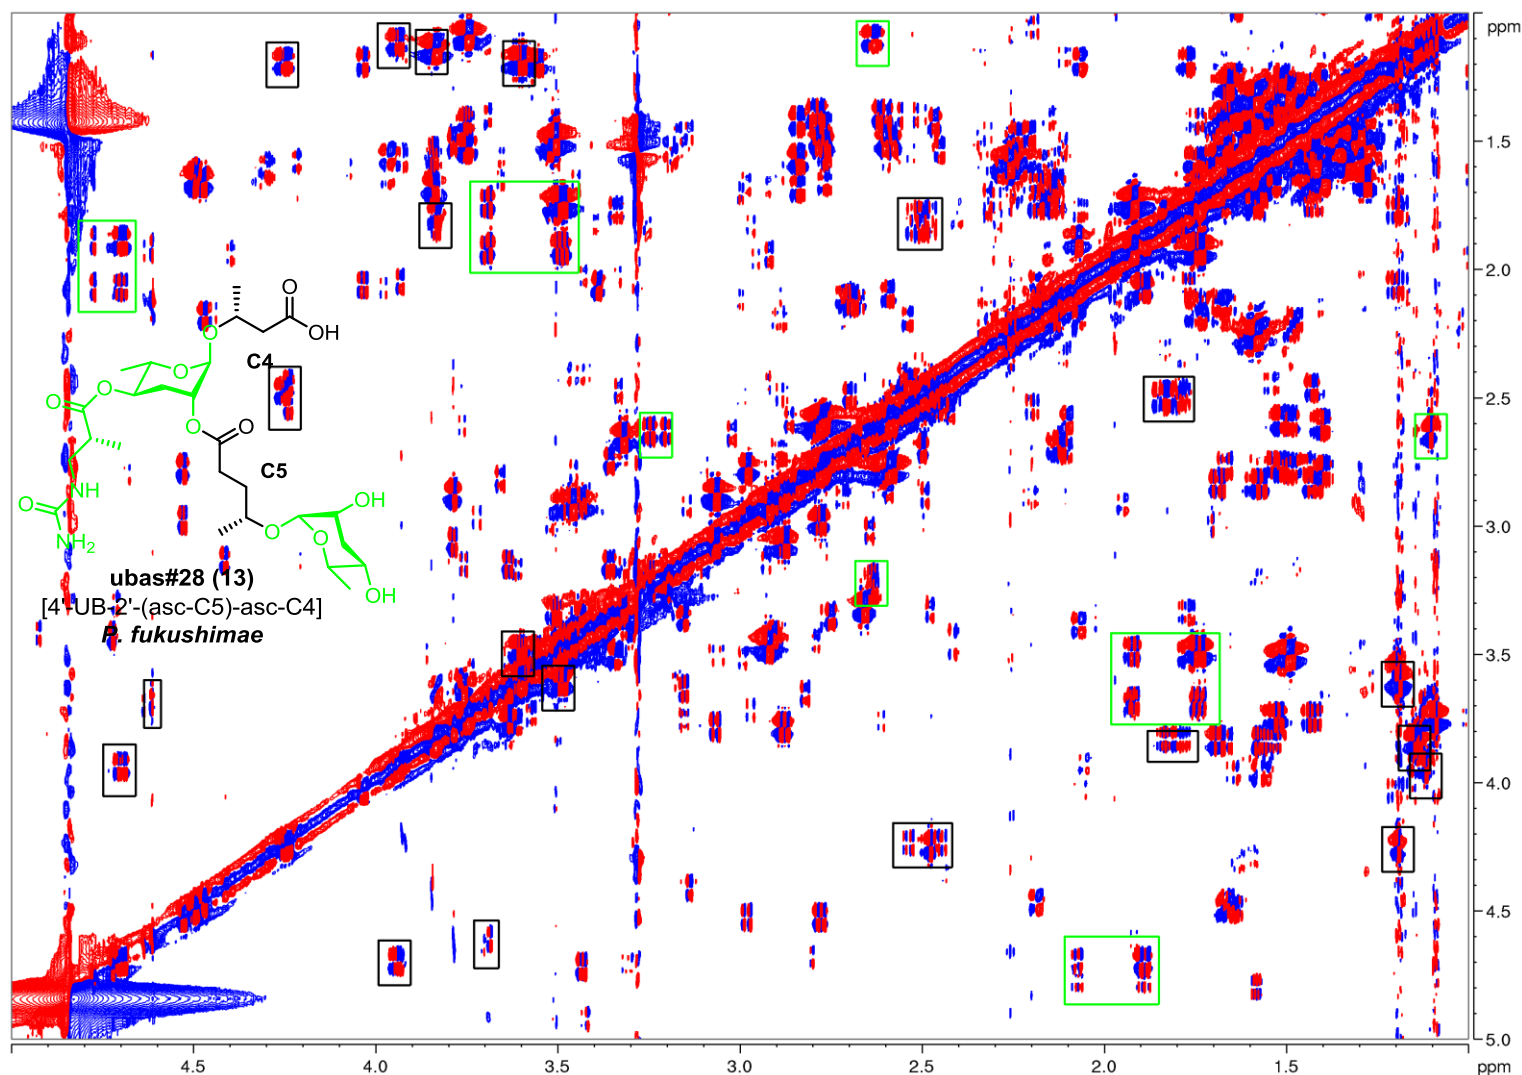 ppm
1.5
2.0
2.5
3.0
3.5
4.0
4.5
5.0
4.5 4.0 3.5 3.0 2.5 2.0 1.5 ppm
O
OH
O
C4
O
O
O
O
O
C5
NH
O
NH2
O
O
OH
OH
ubas#28 (13)
[4'-UB-2'-(asc-C5)-asc-C4]
P. fukushimae